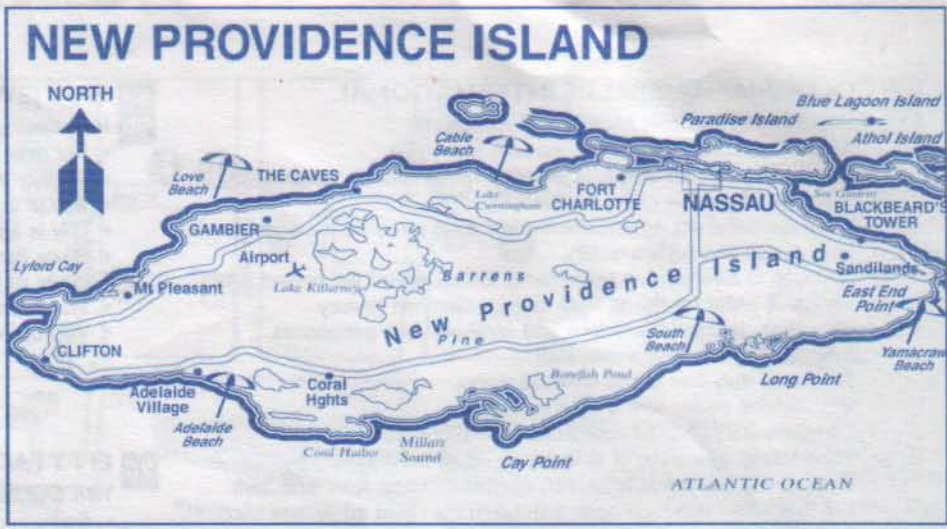 NEW PROVIDENCE ISLAND
NORTH
Blue Lagoon Island
Paradise Island
Athol Island
Cable
Beach
Love
Beach
THE CAVES
Lake
Cunningham
FORT
CHARLOTTE
NASSAU
Sea Gardens
BLACKBEARD'S
TOWER
GAMBIER
Airport
Lyford Cay
Mt Pleasant
Lake Killarney
Barrens
Sandilands
New Providence Island
East End
Point
Pine
South
Beach
Yamacraw
Beach
CLIFTON
Adelaide
Village
Coral
Hghts
Bonefish Pond
Long Point
Adelaide
Beach
Coral Harbor
Millars
Sound
Cay Point
ATLANTIC OCEAN